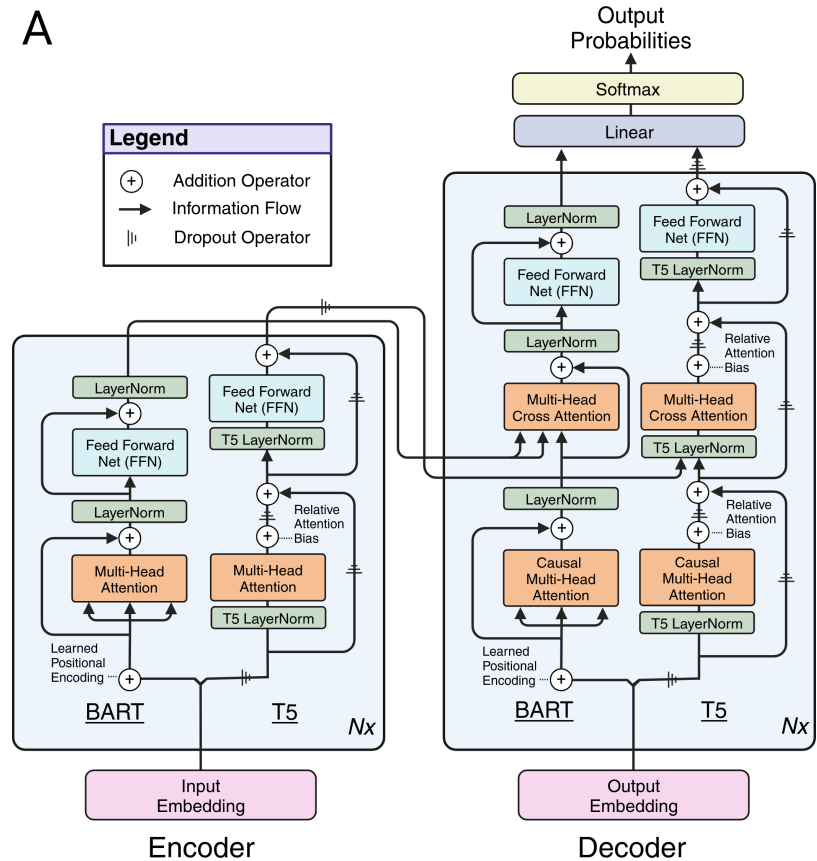 A
Output
Probabilities
Softmax
Linear
Legend
+ Addition Operator
Information Flow
Dropout Operator
LayerNorm
+
Feed Forward
Net (FFN)
LayerNorm
+
Multi-Head
Attention
Learned
Positional
Encoding
+
BART
+
Feed Forward
Net (FFN)
T5 LayerNorm
+
Relative
Attention
Bias
+
Multi-Head
Attention
T5 LayerNorm
T5
Nx
Input
Embedding
Encoder
LayerNorm
+
Feed Forward
Net (FFN)
LayerNorm
+
Multi-Head
Cross Attention
LayerNorm
+
Causal
Multi-Head
Attention
Learned
Positional
Encoding
+
BART
+
Feed Forward
Net (FFN)
T5 LayerNorm
+
Relative
Attention
Bias
+
Multi-Head
Cross Attention
T5 LayerNorm
+
Relative
Attention
Bias
+
Causal
Multi-Head
Attention
T5 LayerNorm
T5
Nx
Output
Embedding
Decoder